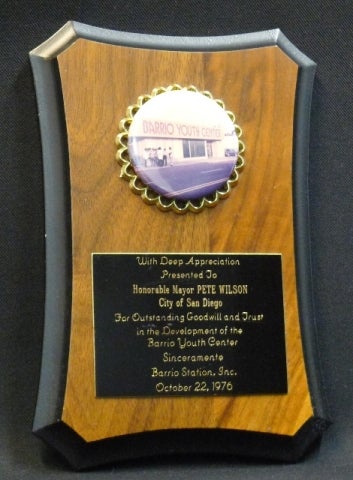 BARRIO YOUTH CENTER
With Deep Appreciation
Presented To
Honorable Mayor PETE WILSON
City of San Diego
For Outstanding Goodwill and Trust
in the Development of the
Barrio Youth Center
Sinceramente
Barrio Station, Inc.
October 22, 1976